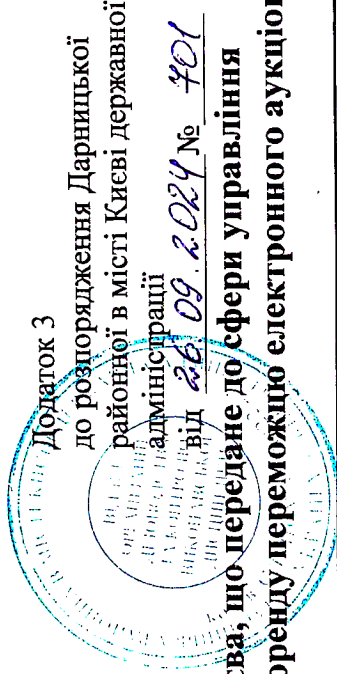 Додаток 3
до розпорядження Дарницької
районної в місті Києві державної
адміністрації
від 26.09.2024 № 701
ва, що передане до сфери управління
оренду переможцю електронного аукціо